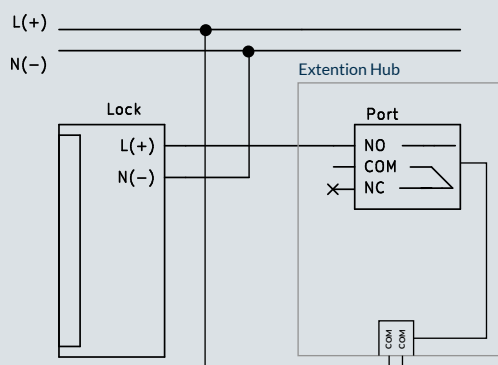 L(+)
N(−)
Extention Hub
Lock
Port
L(+)
N(−)
NO
COM
NC
COM
COM